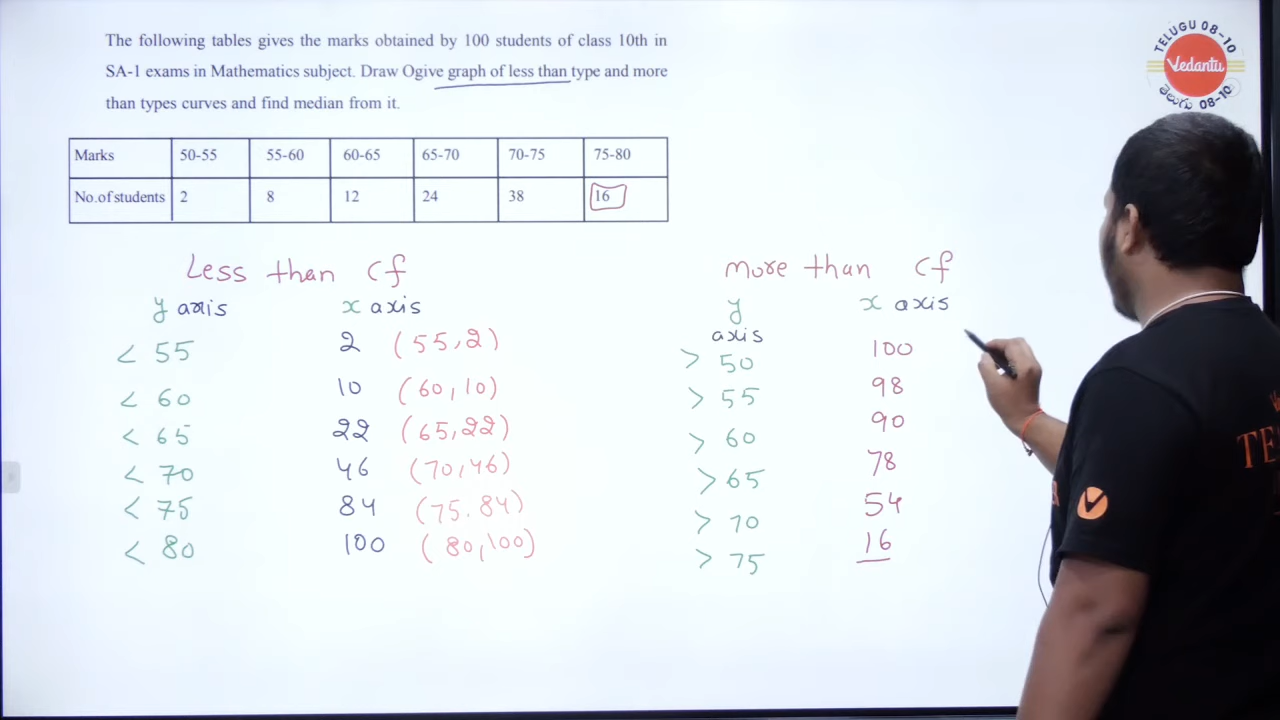 The following tables gives the marks obtained by 100 students of class 10th in
SA-1 exams in Mathematics subject. Draw Ogive graph of less than type and more
than types curves and find median from it.
Marks 50-55 55-60 60-65 65-70 70-75 75-80
No.of students 2 8 12 24 38 16
Less than cf
y axis x axis
< 55 2 (55,2)
< 60 10 (60,10)
< 65 22 (65,22)
< 70 46 (70,46)
< 75 84 (75.84)
< 80 100 (80,100)
more than cf
y axis x axis
> 50 100
> 55 98
> 60 90
> 65 78
> 70 54
> 75 16
TELUGU 08-10
Vedantu
తెలుగు 08-10
TE